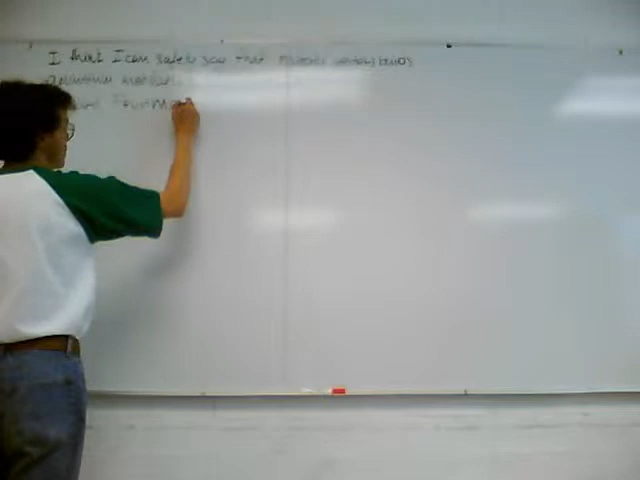 I think I can safely say that nobody understands
quantum mechanics.